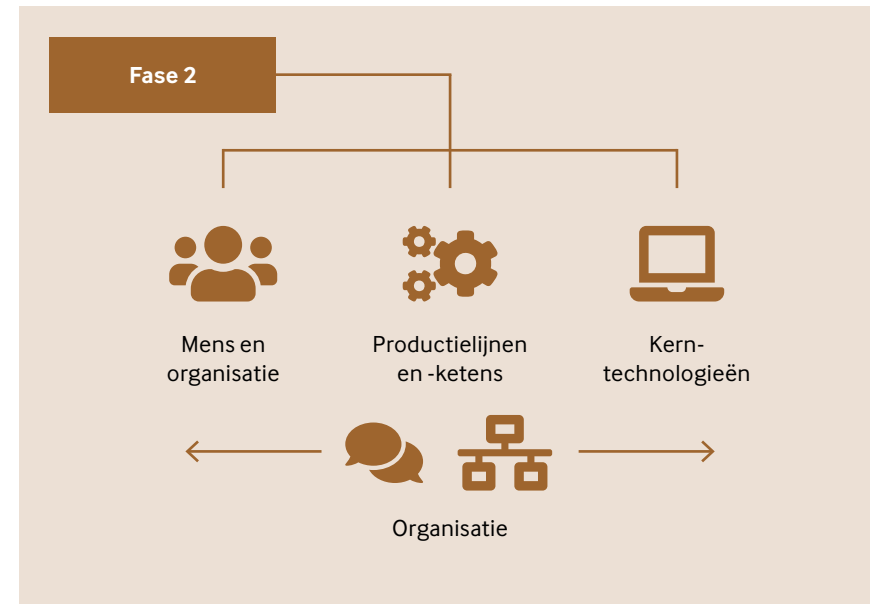 Fase 2
Mens en
organisatie
Productielijnen
en -ketens
Kern-
technologieën
Organisatie